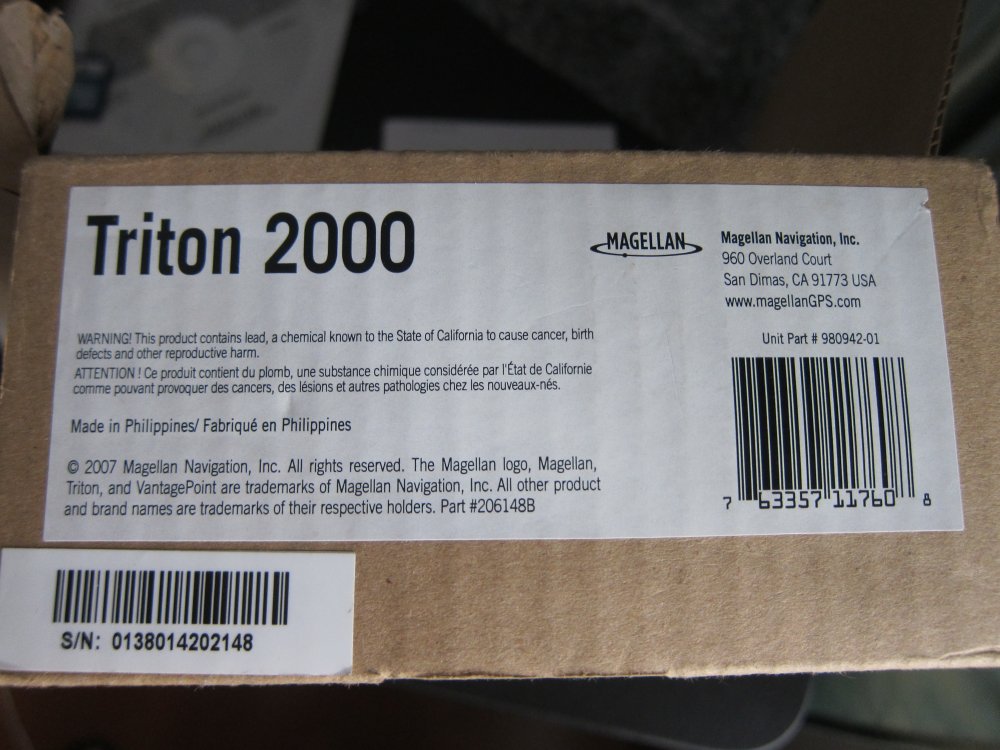 Triton 2000
MAGELLAN
Magellan Navigation, Inc.
960 Overland Court
San Dimas, CA 91773 USA
www.magellanGPS.com
WARNING! This product contains lead, a chemical known to the State of California to cause cancer, birth
defects and other reproductive harm.
ATTENTION ! Ce produit contient du plomb, une substance chimique considérée par l'État de Californie
comme pouvant provoquer des cancers, des lésions et autres pathologies chez les nouveaux-nés.
Made in Philippines/ Fabriqué en Philippines
© 2007 Magellan Navigation, Inc. All rights reserved. The Magellan logo, Magellan,
Triton, and VantagePoint are trademarks of Magellan Navigation, Inc. All other product
and brand names are trademarks of their respective holders. Part #206148B
Unit Part # 980942-01
7 63357 11760 8
S/N: 0138014202148